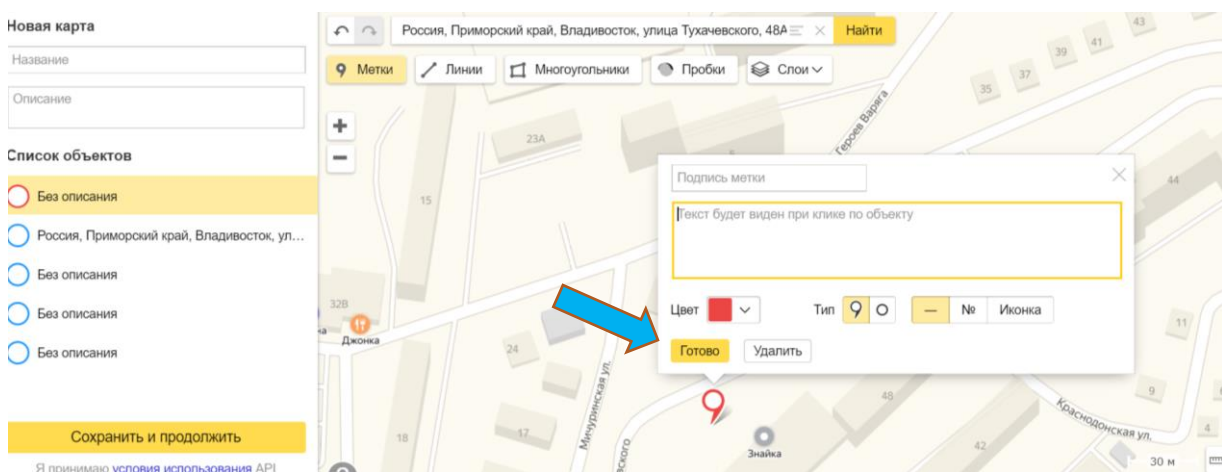 Новая карта
Название
Описание
Список объектов
Без описания
Россия, Приморский край, Владивосток, ул...
Без описания
Без описания
Без описания
Сохранить и продолжить
Я принимаю условия использования API
Россия, Приморский край, Владивосток, улица Тухачевского, 48А
Найти
Метки
Линии
Многоугольники
Пробки
Слои
43
41
39
37
35
Героев Варяга
23А
15
44
Подпись метки
Текст будет виден при клике по объекту
Цвет
Тип
№
Иконка
Готово
Удалить
32В
Джонка
24
11
Мичуринская ул.
48
9
Краснодонская ул.
4
18
17
Знайка
42
30 м